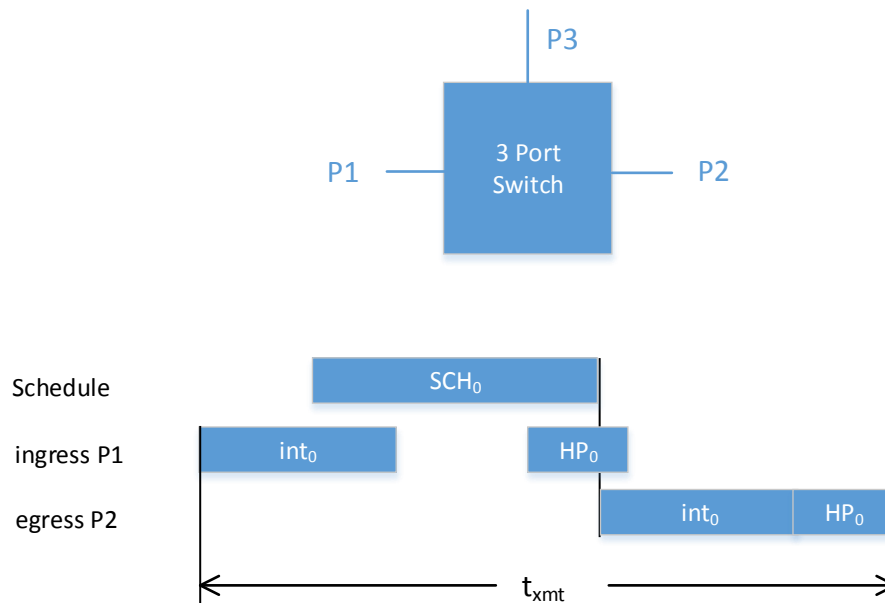 P3
3 Port
Switch
P1
P2
Schedule
SCH₀
ingress P1
int₀
HP₀
egress P2
int₀
HP₀
tₓₘₜ